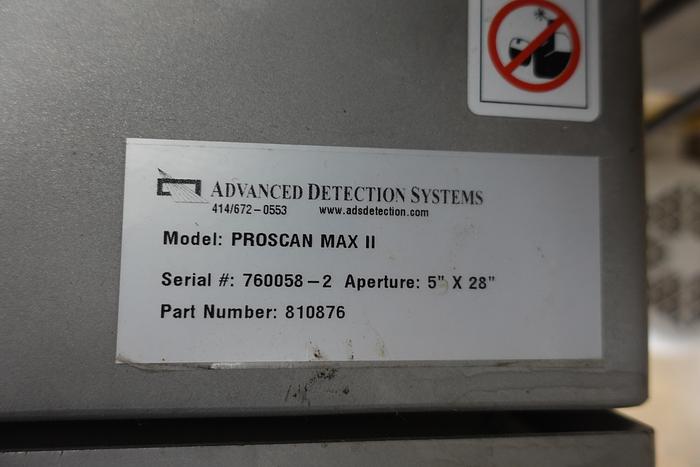 ADVANCED DETECTION SYSTEMS
414/672-0553 www.adsdetection.com
Model: PROSCAN MAX II
Serial #: 760058-2 Aperture: 5" X 28"
Part Number: 810876